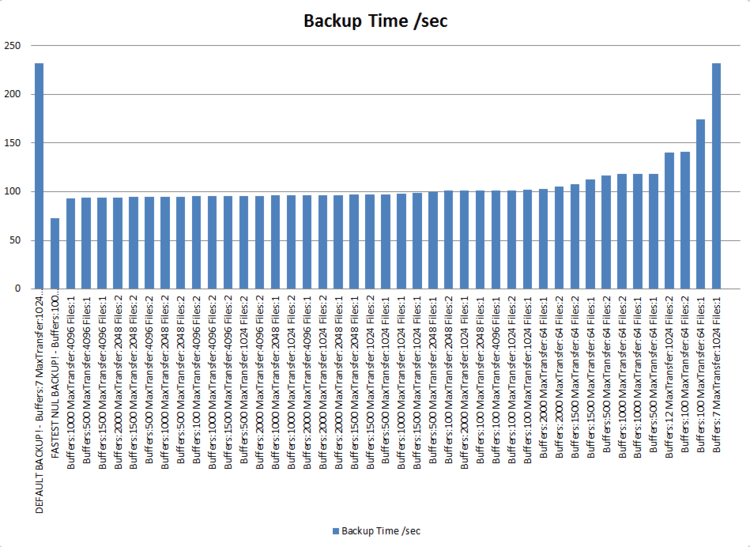 Backup Time /sec
250
200
150
100
50
0
DEFAULT BACKUP! - Buffers:7 MaxTransfer:1024...
FASTEST NUL BACKUP! - Buffers:100...
Buffers:1000 MaxTransfer:4096 Files:1
Buffers:500 MaxTransfer:4096 Files:1
Buffers:1500 MaxTransfer:4096 Files:1
Buffers:2000 MaxTransfer:2048 Files:2
Buffers:1500 MaxTransfer:2048 Files:2
Buffers:500 MaxTransfer:4096 Files:2
Buffers:1000 MaxTransfer:2048 Files:2
Buffers:500 MaxTransfer:2048 Files:2
Buffers:100 MaxTransfer:4096 Files:2
Buffers:1000 MaxTransfer:4096 Files:2
Buffers:1500 MaxTransfer:4096 Files:2
Buffers:500 MaxTransfer:1024 Files:2
Buffers:2000 MaxTransfer:4096 Files:2
Buffers:1000 MaxTransfer:2048 Files:1
Buffers:1000 MaxTransfer:1024 Files:2
Buffers:2000 MaxTransfer:4096 Files:1
Buffers:2000 MaxTransfer:1024 Files:2
Buffers:2000 MaxTransfer:2048 Files:1
Buffers:1500 MaxTransfer:2048 Files:1
Buffers:1500 MaxTransfer:1024 Files:2
Buffers:500 MaxTransfer:1024 Files:1
Buffers:1000 MaxTransfer:1024 Files:1
Buffers:1500 MaxTransfer:1024 Files:1
Buffers:500 MaxTransfer:2048 Files:1
Buffers:100 MaxTransfer:2048 Files:2
Buffers:2000 MaxTransfer:1024 Files:1
Buffers:100 MaxTransfer:2048 Files:1
Buffers:100 MaxTransfer:4096 Files:1
Buffers:100 MaxTransfer:1024 Files:2
Buffers:100 MaxTransfer:1024 Files:1
Buffers:2000 MaxTransfer:64 Files:1
Buffers:2000 MaxTransfer:64 Files:2
Buffers:1500 MaxTransfer:64 Files:2
Buffers:1500 MaxTransfer:64 Files:1
Buffers:500 MaxTransfer:64 Files:2
Buffers:1000 MaxTransfer:64 Files:2
Buffers:1000 MaxTransfer:64 Files:1
Buffers:500 MaxTransfer:64 Files:1
Buffers:12 MaxTransfer:1024 Files:2
Buffers:100 MaxTransfer:64 Files:2
Buffers:100 MaxTransfer:64 Files:1
Buffers:7 MaxTransfer:1024 Files:1
Backup Time /sec